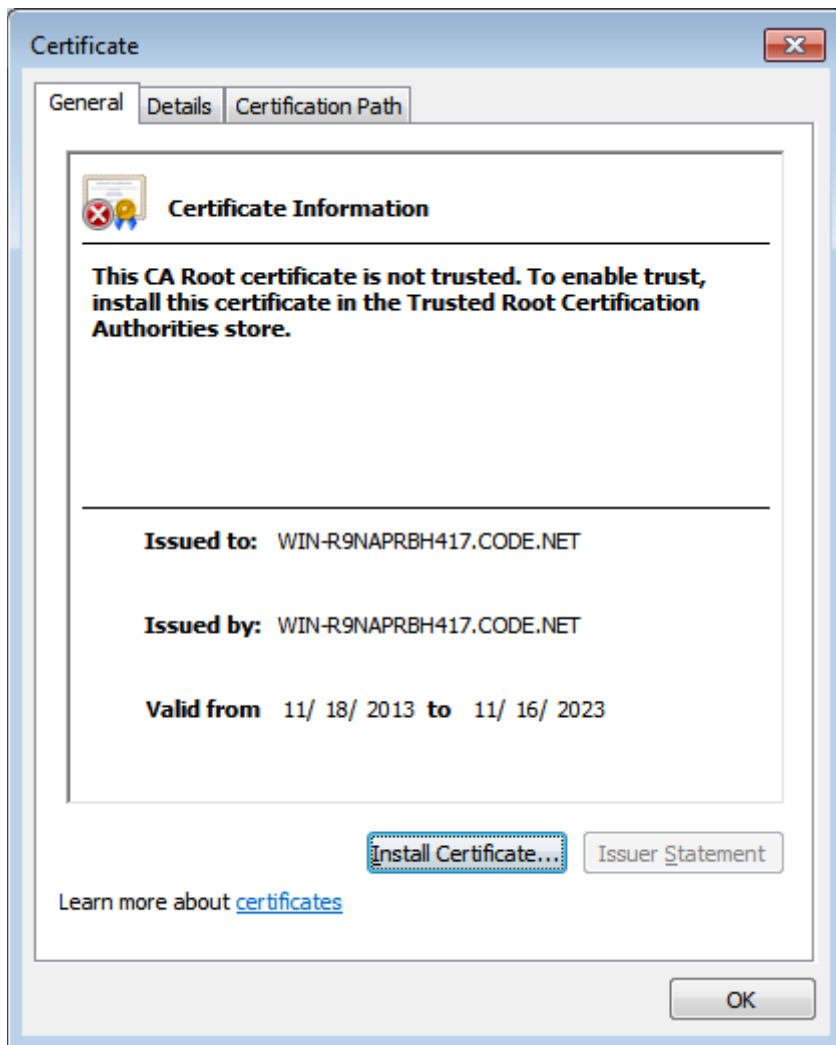 Certificate
General Details Certification Path
Certificate Information
This CA Root certificate is not trusted. To enable trust,
install this certificate in the Trusted Root Certification
Authorities store.
Issued to: WIN-R9NAPRBH417.CODE.NET
Issued by: WIN-R9NAPRBH417.CODE.NET
Valid from 11/ 18/ 2013 to 11/ 16/ 2023
Install Certificate... Issuer Statement
Learn more about certificates
OK